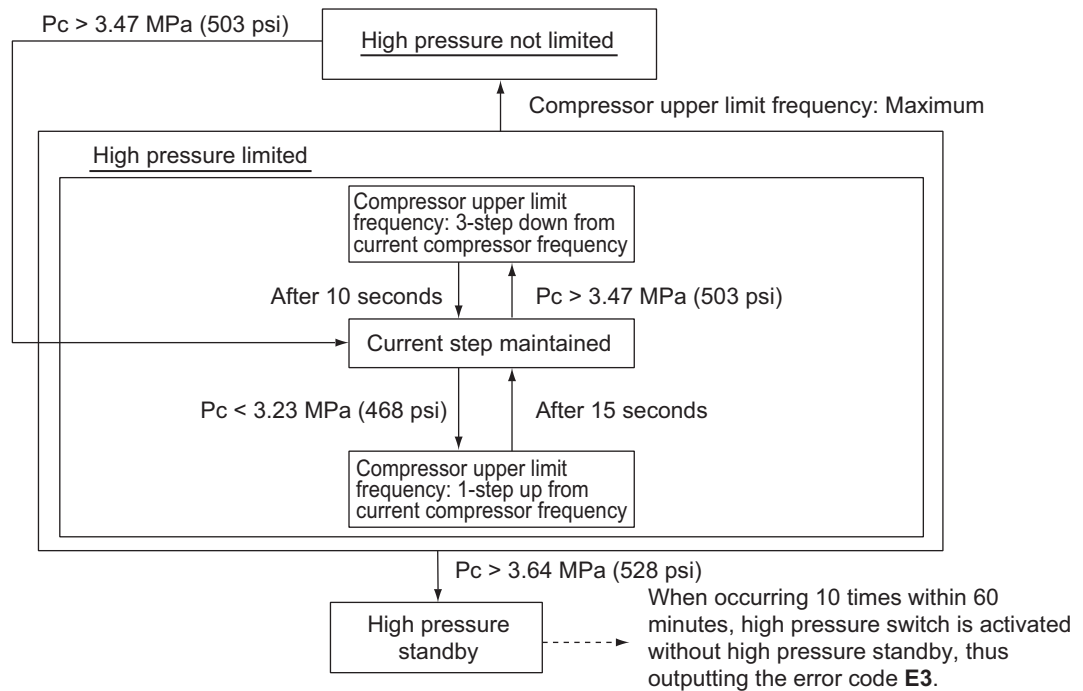 Pc > 3.47 MPa (503 psi)
High pressure not limited
Compressor upper limit frequency: Maximum
High pressure limited
Compressor upper limit
frequency: 3-step down from
current compressor frequency
After 10 seconds
Pc > 3.47 MPa (503 psi)
Current step maintained
Pc < 3.23 MPa (468 psi)
After 15 seconds
Compressor upper limit
frequency: 1-step up from
current compressor frequency
Pc > 3.64 MPa (528 psi)
High pressure
standby
When occurring 10 times within 60
minutes, high pressure switch is activated
without high pressure standby, thus
outputting the error code E3.